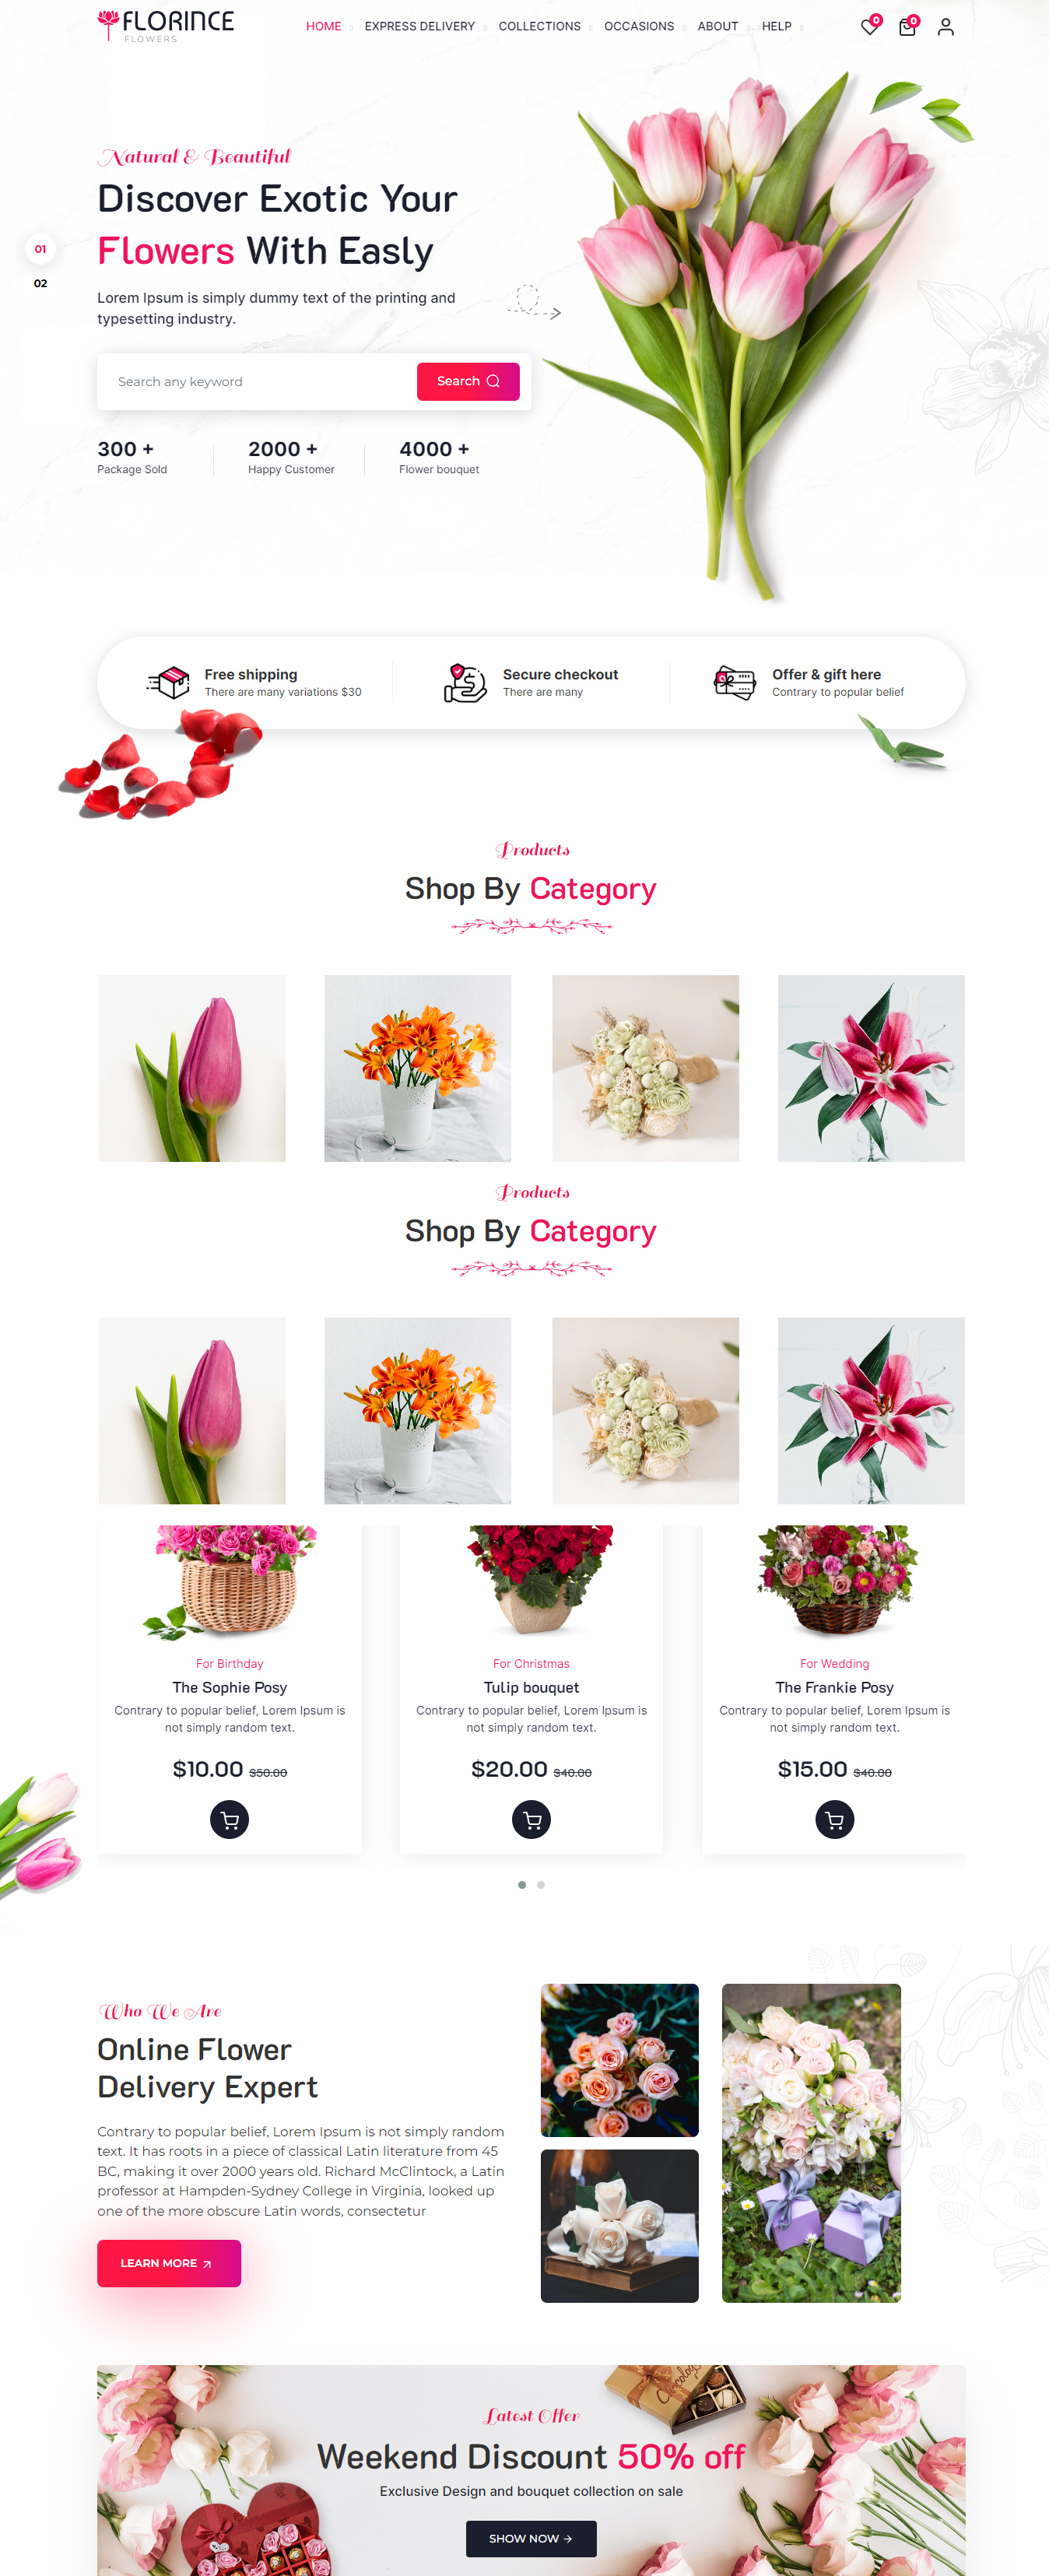 FLORINCE
FLOWERS
HOME EXPRESS DELIVERY COLLECTIONS OCCASIONS ABOUT HELP
0 0
Natural & Beautiful
Discover Exotic Your
Flowers With Easly
01
02
Lorem Ipsum is simply dummy text of the printing and
typesetting industry.
Search any keyword Search
300 + 2000 + 4000 +
Package Sold Happy Customer Flower bouquet
Free shipping Secure checkout Offer & gift here
There are many variations $30 There are many Contrary to popular belief
Products
Shop By Category
Products
Shop By Category
For Birthday For Christmas For Wedding
The Sophie Posy Tulip bouquet The Frankie Posy
Contrary to popular belief, Lorem Ipsum is Contrary to popular belief, Lorem Ipsum is Contrary to popular belief, Lorem Ipsum is
not simply random text. not simply random text. not simply random text.
$10.00 $50.00 $20.00 $40.00 $15.00 $40.00
Who We Are
Online Flower
Delivery Expert
Contrary to popular belief, Lorem Ipsum is not simply random
text. It has roots in a piece of classical Latin literature from 45
BC, making it over 2000 years old. Richard McClintock, a Latin
professor at Hampden-Sydney College in Virginia, looked up
one of the more obscure Latin words, consectetur
LEARN MORE
Chocolate
Latest Offer
Weekend Discount 50% off
Exclusive Design and bouquet collection on sale
SHOW NOW